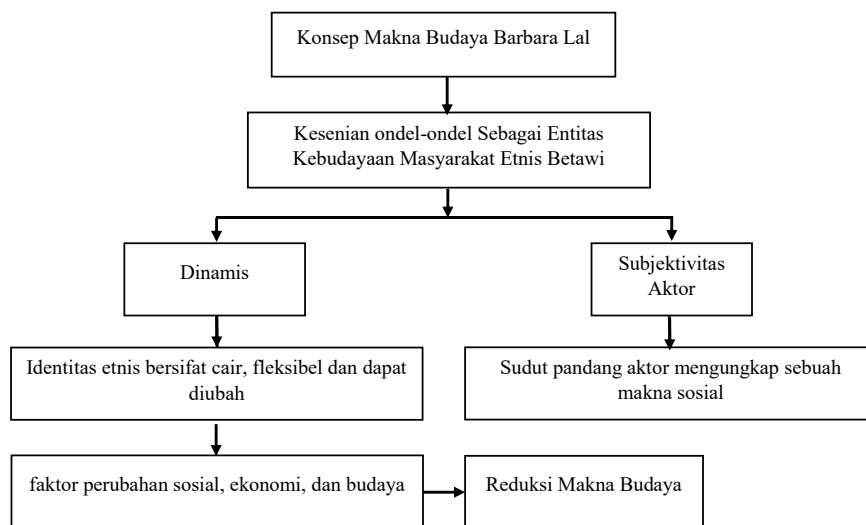 Konsep Makna Budaya Barbara Lal
Kesenian ondel-ondel Sebagai Entitas
Kebudayaan Masyarakat Etnis Betawi
Dinamis
Subjektivitas
Aktor
Identitas etnis bersifat cair, fleksibel dan dapat
diubah
Sudut pandang aktor mengungkap sebuah
makna sosial
faktor perubahan sosial, ekonomi, dan budaya
Reduksi Makna Budaya